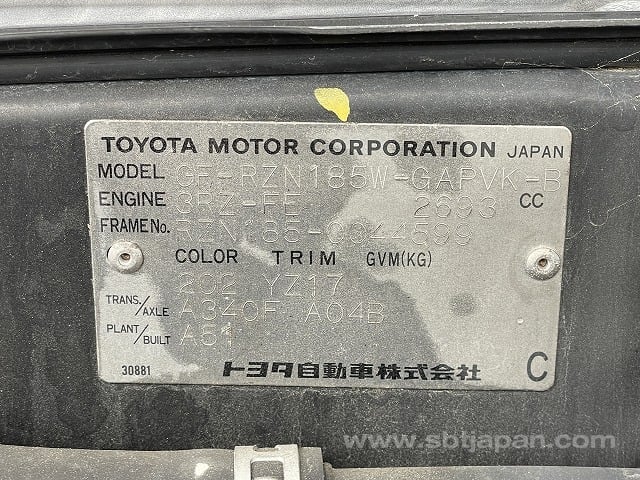 TOYOTA MOTOR CORPORATION JAPAN
MODEL GF-RZN185W-GAPVK-B
ENGINE 3RZ-FE 2693 CC
FRAME No. RZN185-0044599
COLOR TRIM GVM(KG)
202 YZ17
TRANS./AXLE A340F A04B
PLANT/BUILT A51
30881 トヨタ自動車株式会社 C
www.sbtjapan.com